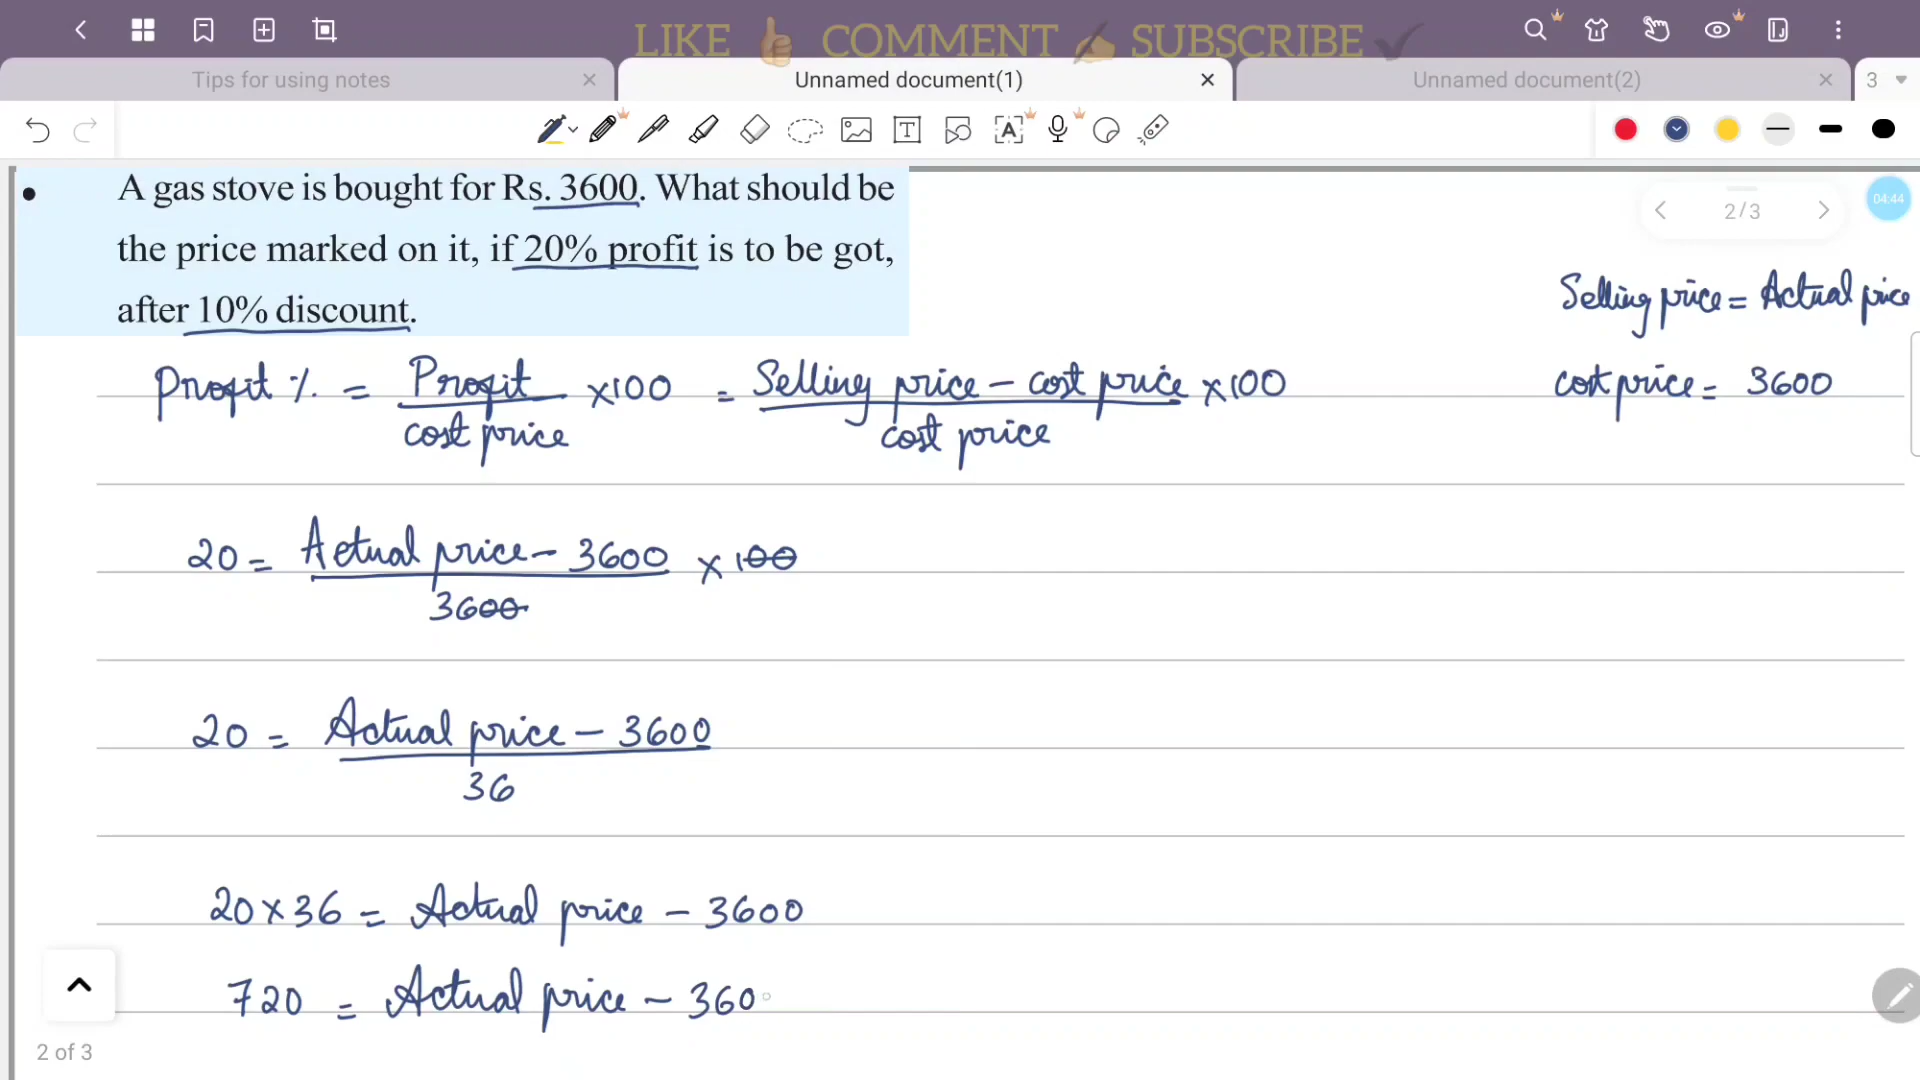 LIKE 👍 COMMENT ✍ SUBSCRIBE ✔
Tips for using notes
Unnamed document(1)
Unnamed document(2)
3
A gas stove is bought for Rs. 3600. What should be
the price marked on it, if 20% profit is to be got,
after 10% discount.
2/3
04:44
Selling price = Actual price
cost price = 3600
Profit % = Profit / cost price ×100 = Selling price - cost price / cost price ×100
20 = Actual price - 3600 / 3600 ×100
20 = Actual price - 3600 / 36
20×36 = Actual price - 3600
720 = Actual price - 360
2 of 3